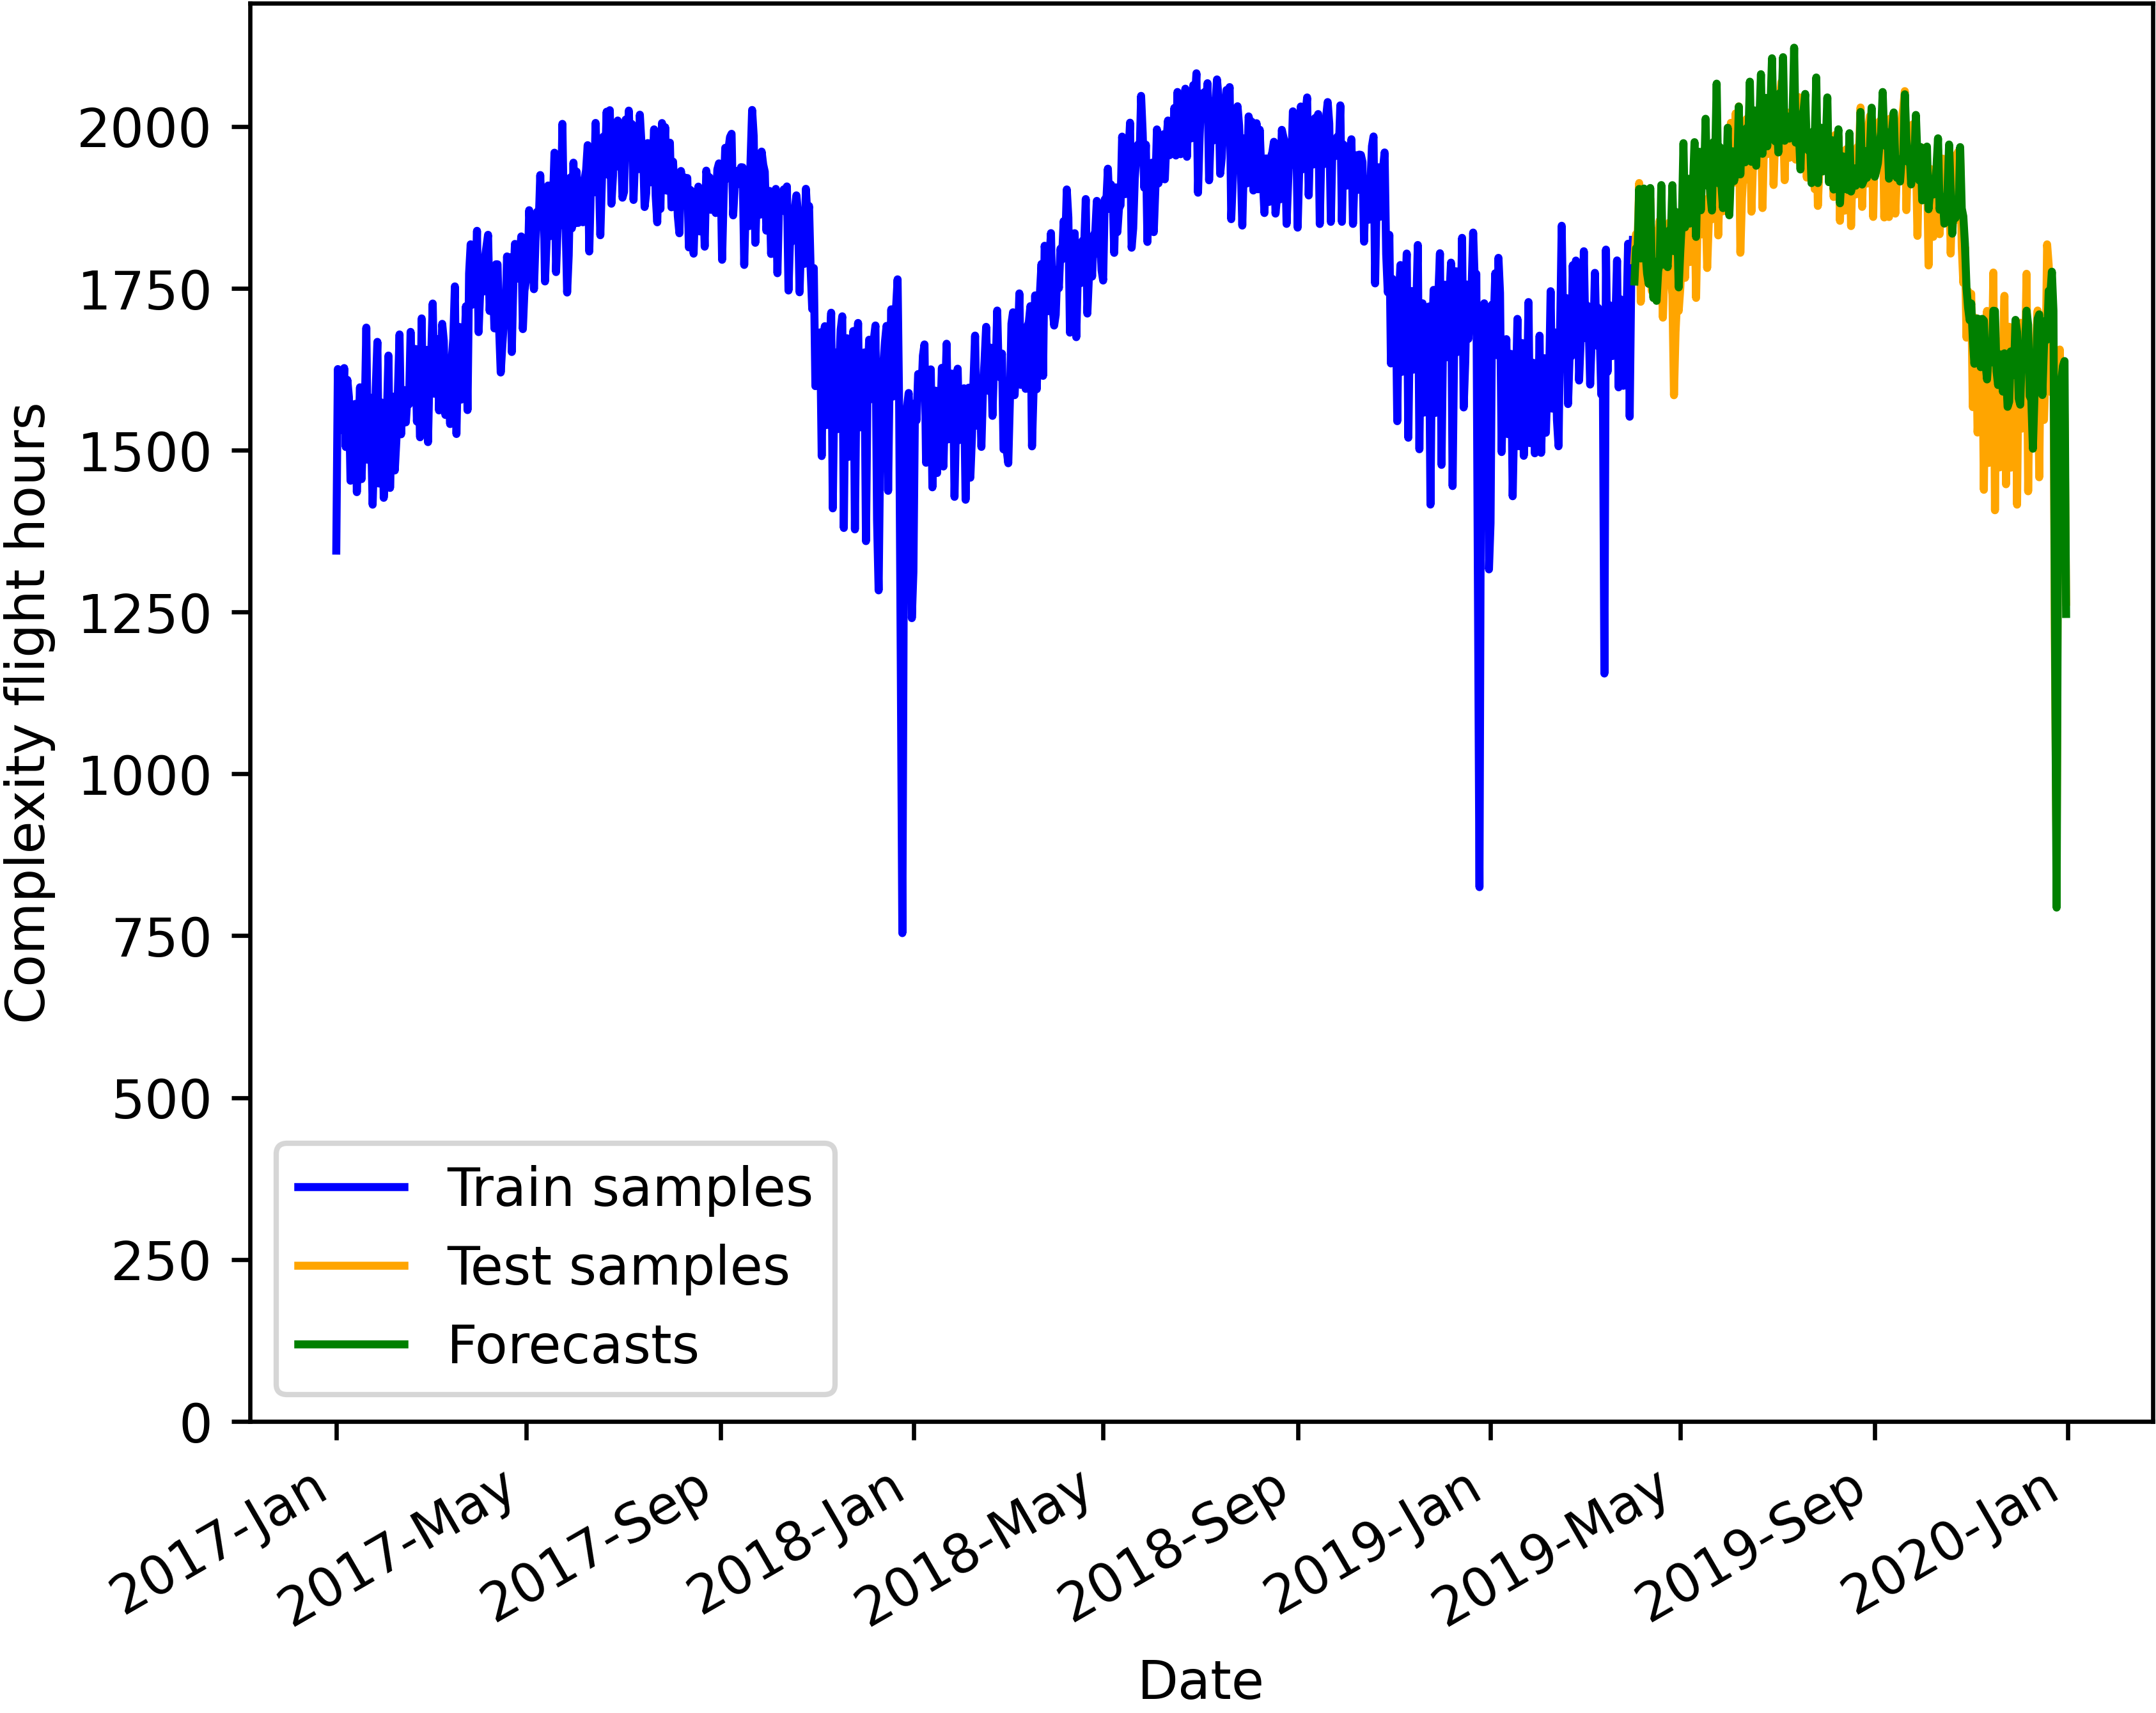 Complexity flight hours
2000
1750
1500
1250
1000
750
500
250
0
Train samples
Test samples
Forecasts
2017-Jan
2017-May
2017-Sep
2018-Jan
2018-May
2018-Sep
2019-Jan
2019-May
2019-Sep
2020-Jan
Date